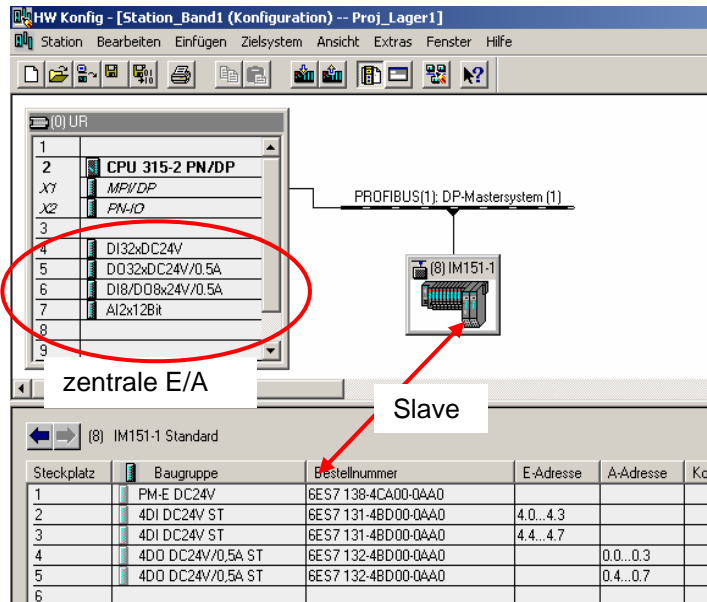 HW Konfig - [Station_Band1 (Konfiguration) -- Proj_Lager1]
Station Bearbeiten Einfügen Zielsystem Ansicht Extras Fenster Hilfe
(0) UR
1
2 CPU 315-2 PN/DP
X1 MPI/DP
X2 PN-IO
3
4 DI32xDC24V
5 DO32xDC24V/0.5A
6 DI8/DO8x24V/0.5A
7 AI2x12Bit
8
9
PROFIBUS(1): DP-Mastersystem (1)
(8) IM151-1
zentrale E/A
Slave
(8) IM151-1 Standard
Steckplatz Baugruppe Bestellnummer E-Adresse A-Adresse Ko
1 PM-E DC24V 6ES7 138-4CA00-0AA0
2 4DI DC24V ST 6ES7 131-4BD00-0AA0 4.0...4.3
3 4DI DC24V ST 6ES7 131-4BD00-0AA0 4.4...4.7
4 4DO DC24V/0,5A ST 6ES7 132-4BD00-0AA0 0.0...0.3
5 4DO DC24V/0,5A ST 6ES7 132-4BD00-0AA0 0.4...0.7
6